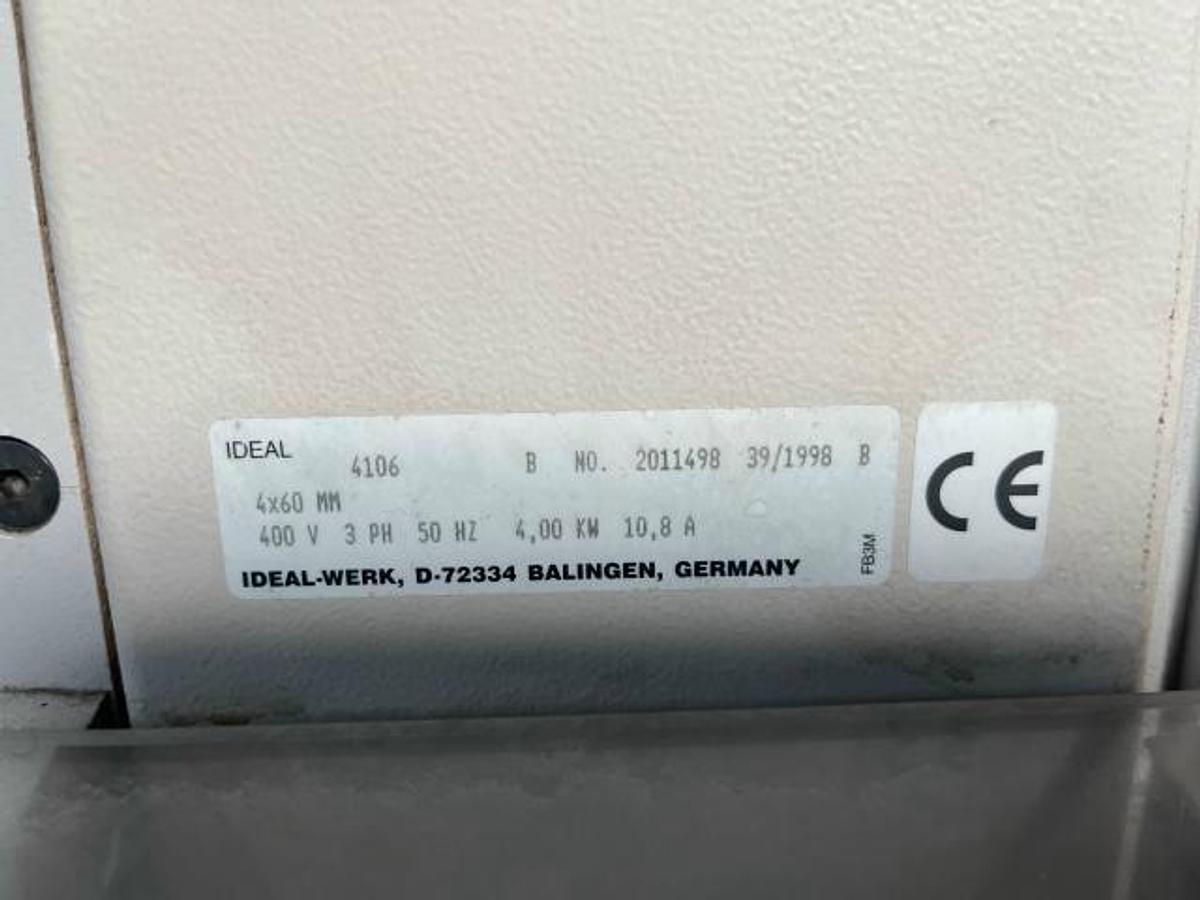 IDEAL 4106 B NO. 2011498 39/1998 B
4x60 MM
400 V 3 PH 50 HZ 4,00 KW 10,8 A
IDEAL-WERK, D-72334 BALINGEN, GERMANY
FB3M
CE